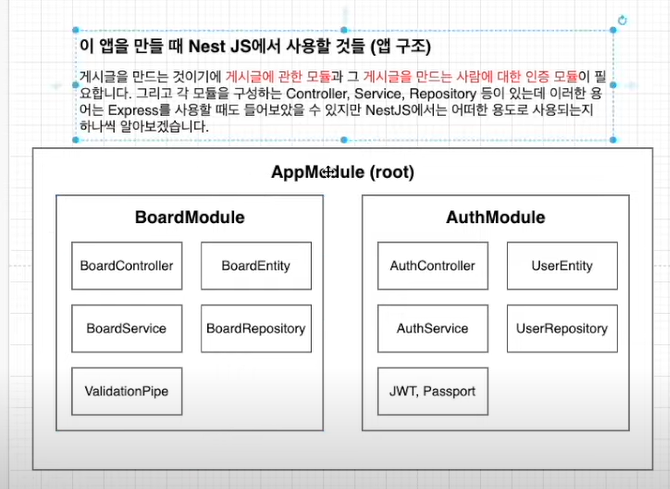 이 앱을 만들 때 Nest JS에서 사용할 것들 (앱 구조)
게시글을 만드는 것이기에 게시글에 관한 모듈과 그 게시글을 만드는 사람에 대한 인증 모듈이 필
요합니다. 그리고 각 모듈을 구성하는 Controller, Service, Repository 등이 있는데 이러한 용
어는 Express를 사용할 때도 들어보았을 수 있지만 NestJS에서는 어떠한 용도로 사용되는지
하나씩 알아보겠습니다.
AppModule (root)
BoardModule
BoardController
BoardEntity
BoardService
BoardRepository
ValidationPipe
AuthModule
AuthController
UserEntity
AuthService
UserRepository
JWT, Passport